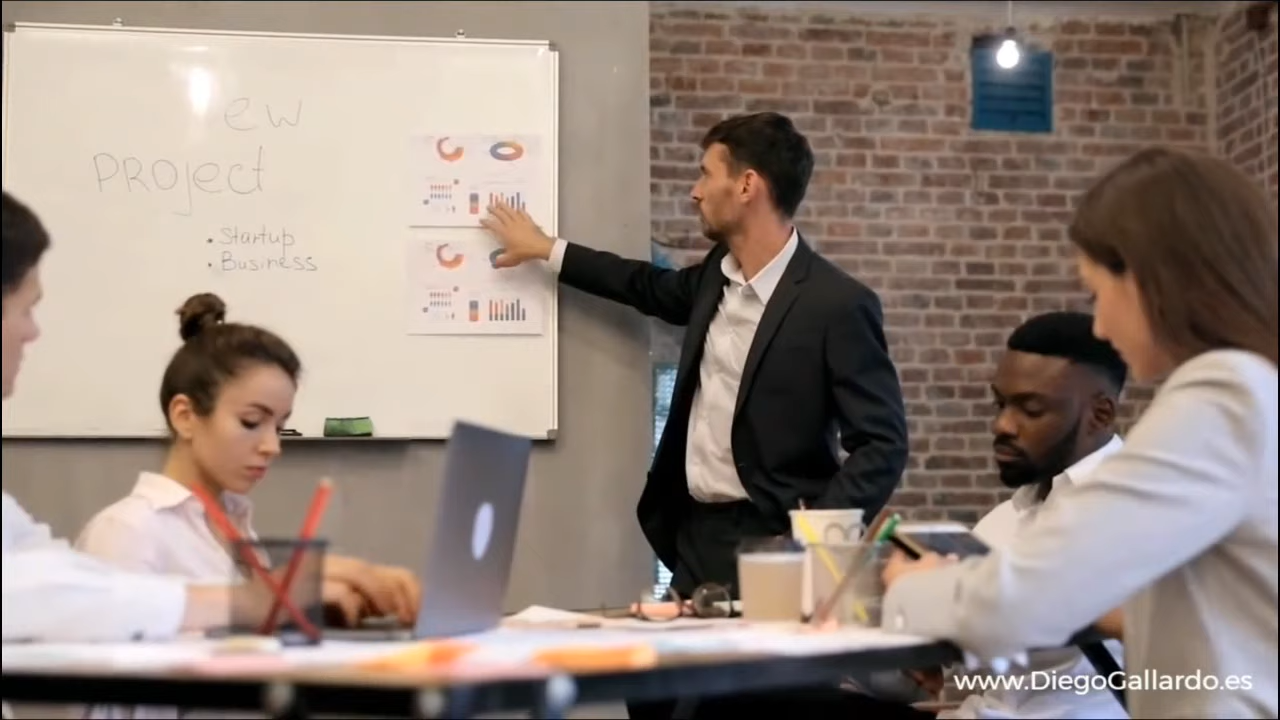 ew
PROject
• Startup
• Business
www.DiegoGallardo.es